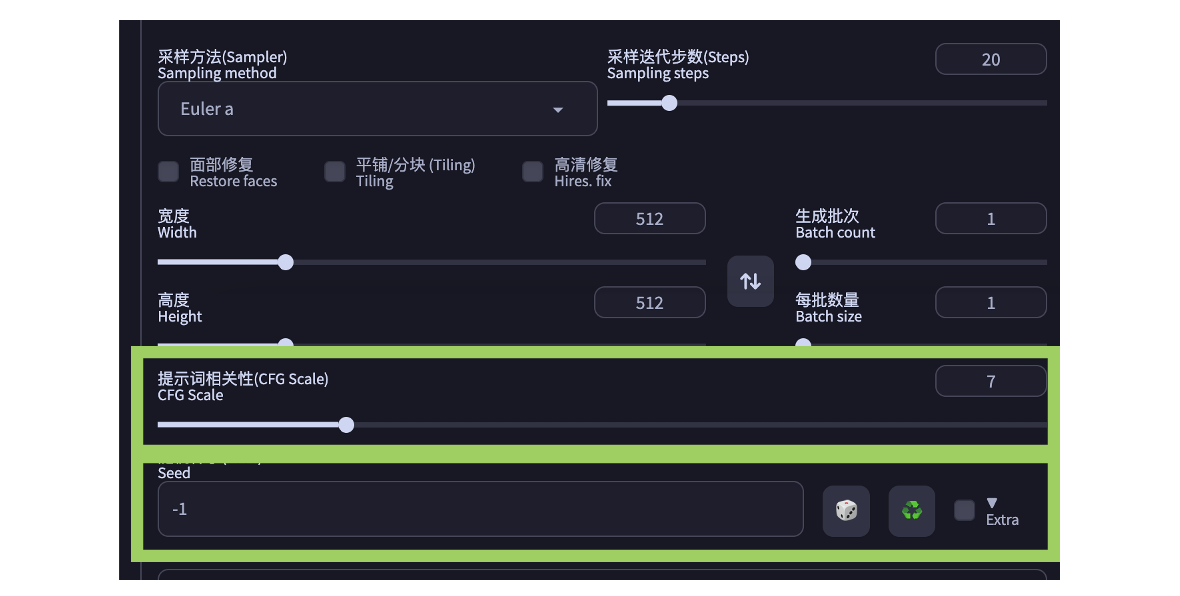 采样方法(Sampler)
Sampling method
采样迭代步数(Steps)
Sampling steps
20
Euler a
面部修复
Restore faces
平铺/分块 (Tiling)
Tiling
高清修复
Hires. fix
宽度
Width
512
生成批次
Batch count
1
高度
Height
512
每批数量
Batch size
1
提示词相关性(CFG Scale)
CFG Scale
7
Seed
-1
Extra